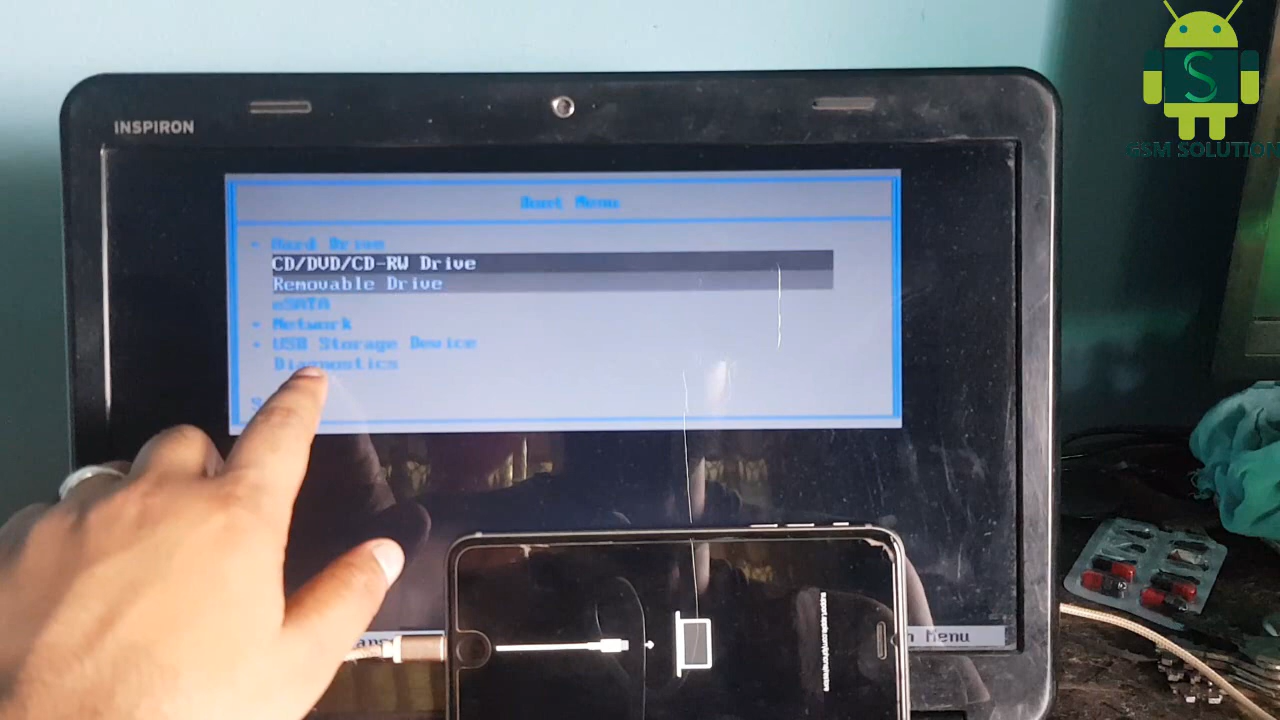 INSPIRON
S
GSM SOLUTION
Boot Menu
Hard Drive
CD/DVD/CD-RW Drive
Removable Drive
eSATA
Network
USB Storage Device
Diagnostics
Menu